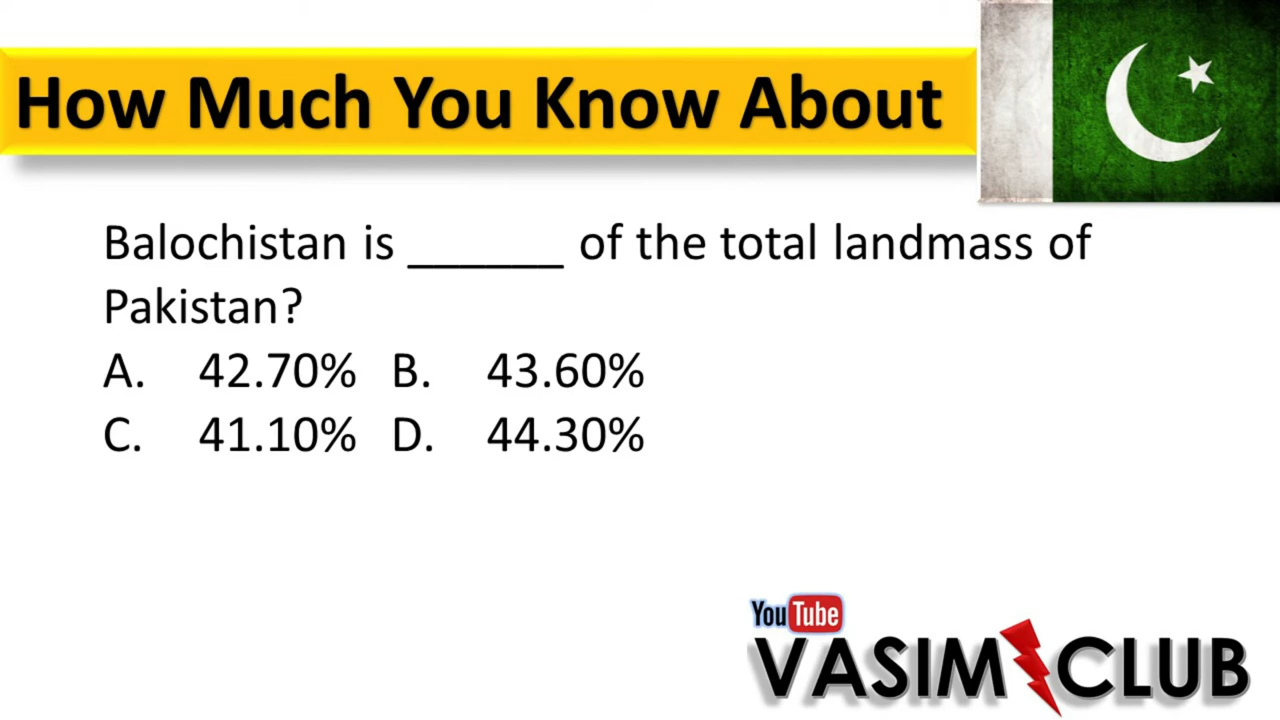 How Much You Know About
Balochistan is ______ of the total landmass of
Pakistan?
A. 42.70% B. 43.60%
C. 41.10% D. 44.30%
YouTube
VASIM CLUB